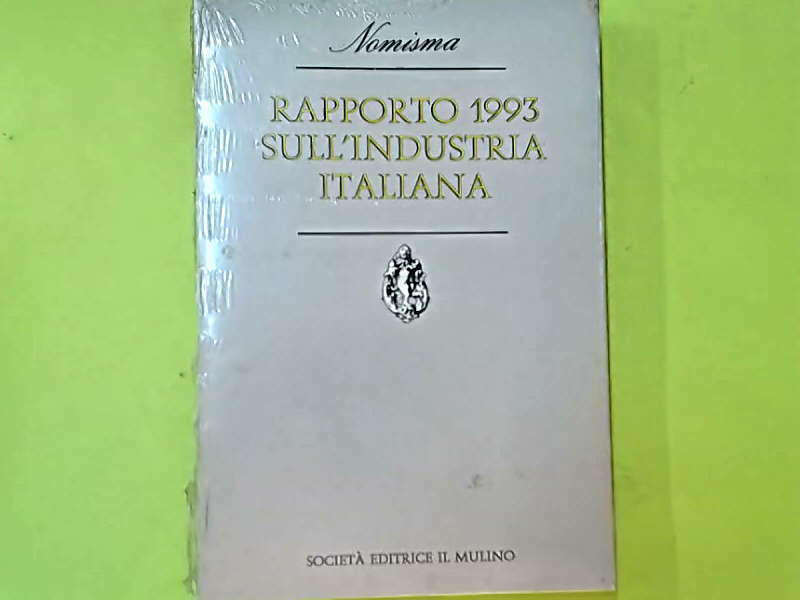 Nomisma
RAPPORTO 1993
SULL'INDUSTRIA
ITALIANA
SOCIETÀ EDITRICE IL MULINO